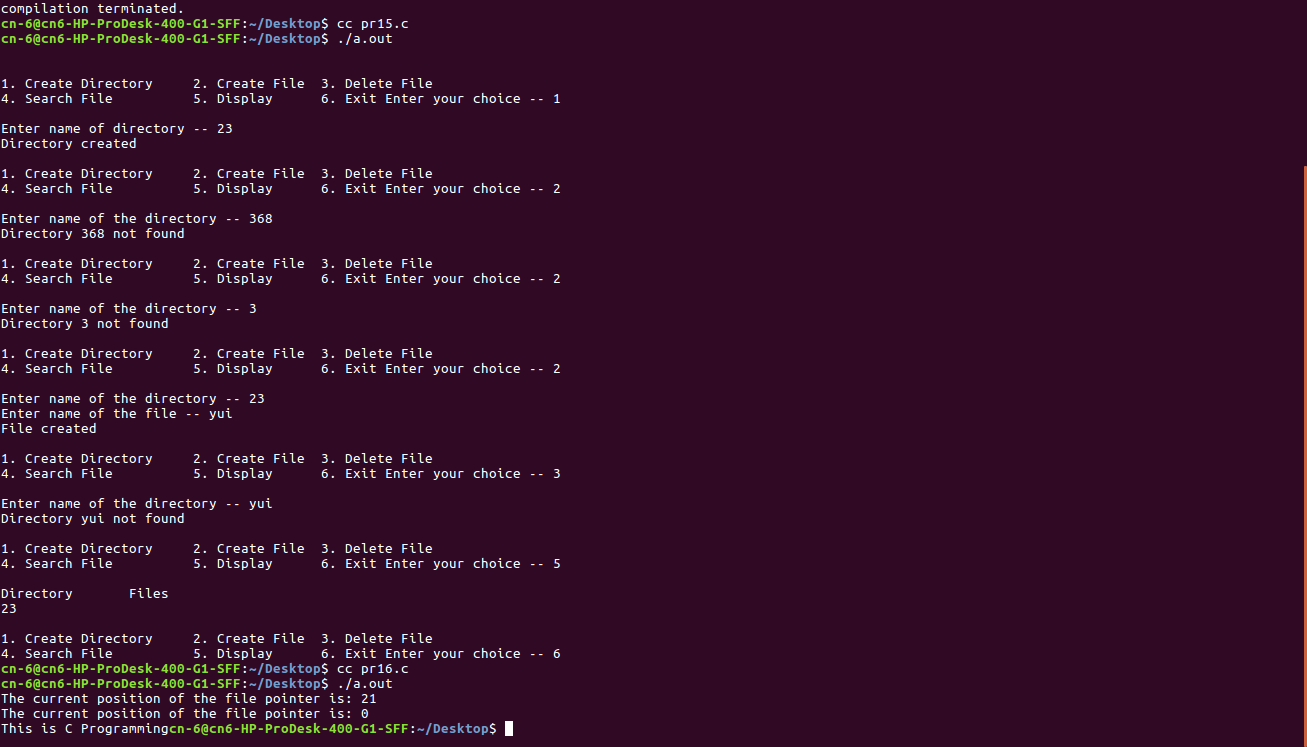 compilation terminated.
cn-6@cn6-HP-ProDesk-400-G1-SFF:~/Desktop$ cc pr15.c
cn-6@cn6-HP-ProDesk-400-G1-SFF:~/Desktop$ ./a.out
1. Create Directory     2. Create File  3. Delete File
4. Search File          5. Display      6. Exit Enter your choice -- 1
Enter name of directory -- 23
Directory created
1. Create Directory     2. Create File  3. Delete File
4. Search File          5. Display      6. Exit Enter your choice -- 2
Enter name of the directory -- 368
Directory 368 not found
1. Create Directory     2. Create File  3. Delete File
4. Search File          5. Display      6. Exit Enter your choice -- 2
Enter name of the directory -- 3
Directory 3 not found
1. Create Directory     2. Create File  3. Delete File
4. Search File          5. Display      6. Exit Enter your choice -- 2
Enter name of the directory -- 23
Enter name of the file -- yui
File created
1. Create Directory     2. Create File  3. Delete File
4. Search File          5. Display      6. Exit Enter your choice -- 3
Enter name of the directory -- yui
Directory yui not found
1. Create Directory     2. Create File  3. Delete File
4. Search File          5. Display      6. Exit Enter your choice -- 5
Directory       Files
23
1. Create Directory     2. Create File  3. Delete File
4. Search File          5. Display      6. Exit Enter your choice -- 6
cn-6@cn6-HP-ProDesk-400-G1-SFF:~/Desktop$ cc pr16.c
cn-6@cn6-HP-ProDesk-400-G1-SFF:~/Desktop$ ./a.out
The current position of the file pointer is: 21
The current position of the file pointer is: 0
This is C Programmingcn-6@cn6-HP-ProDesk-400-G1-SFF:~/Desktop$